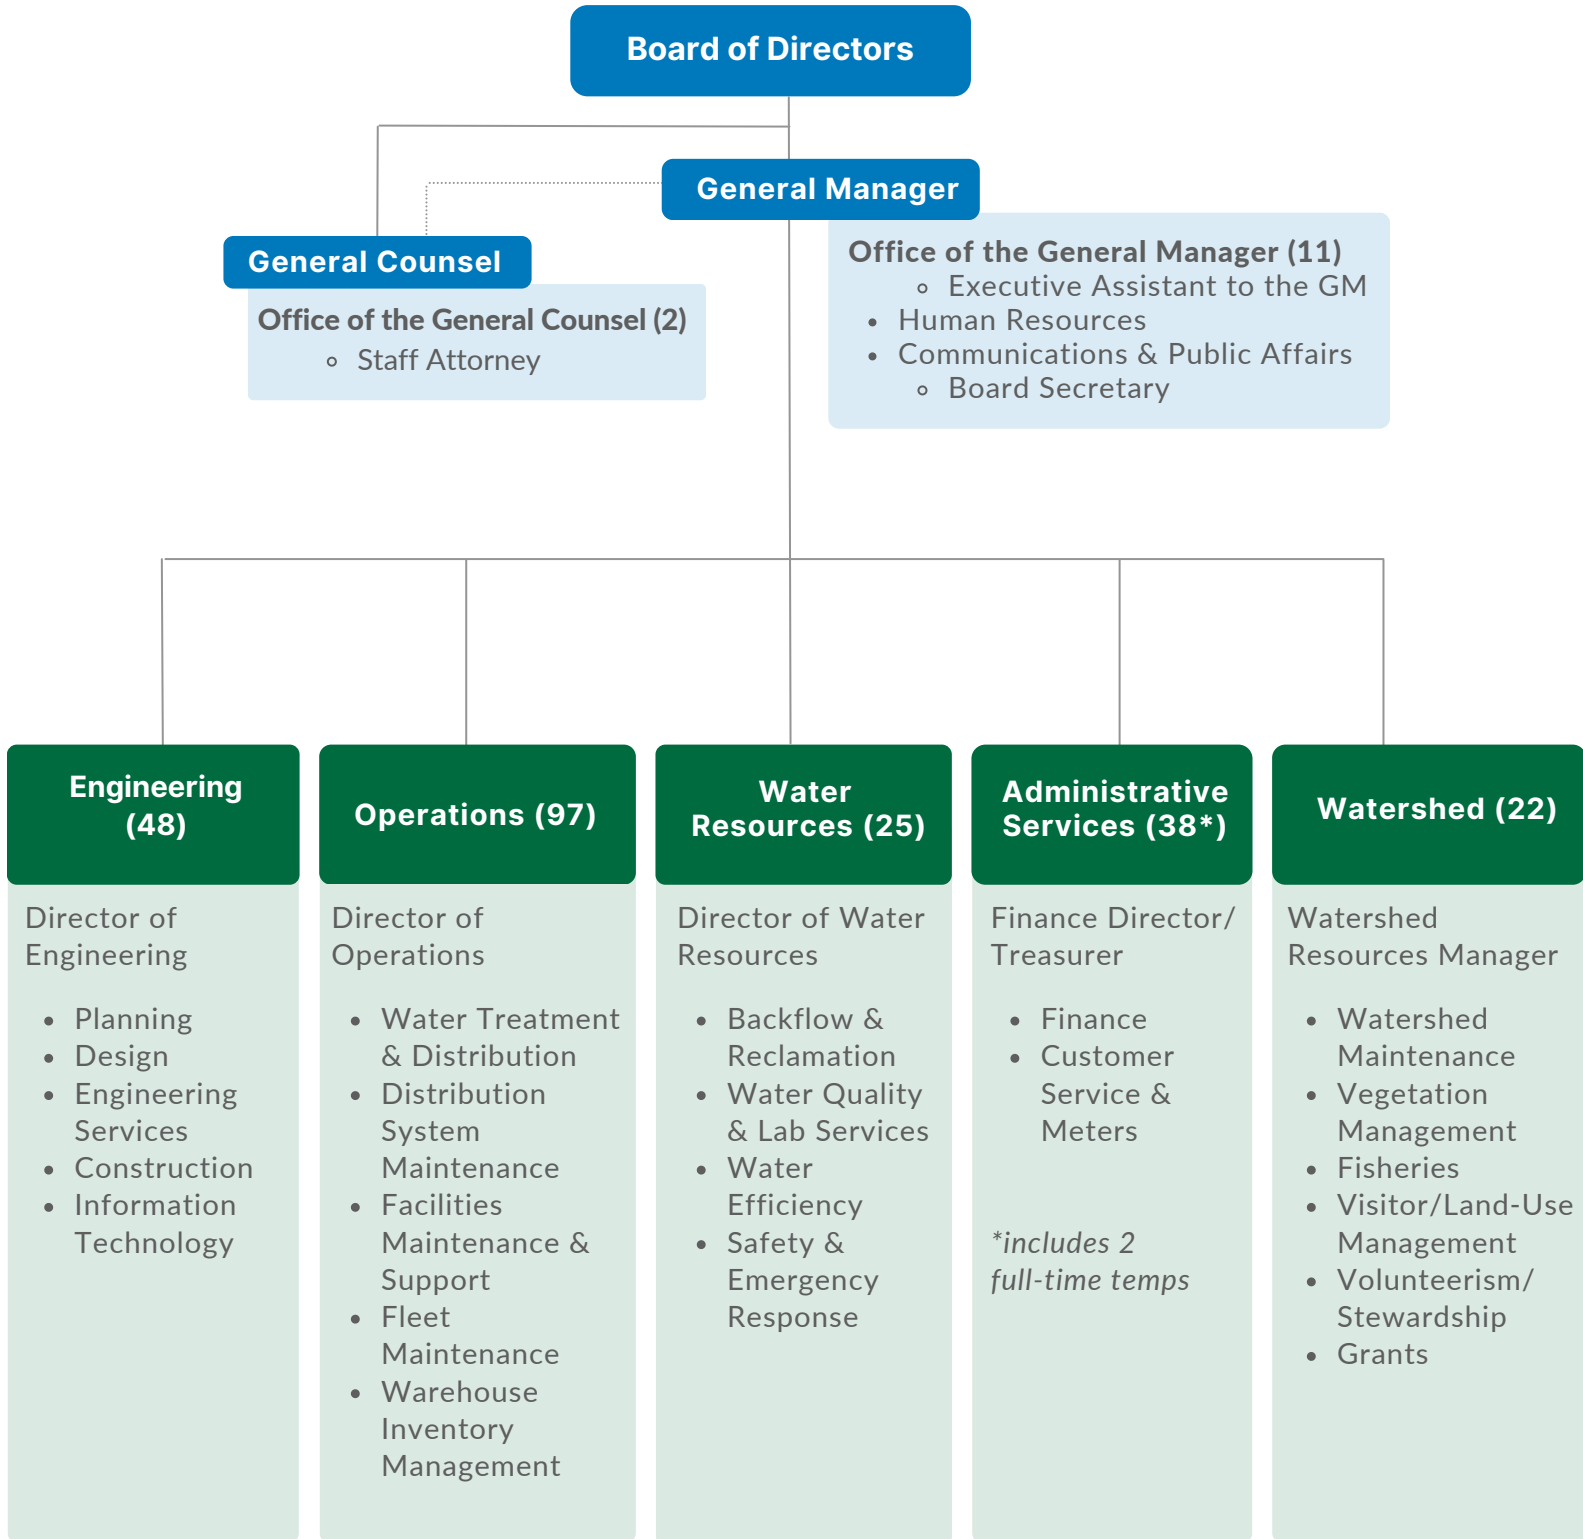 Board of Directors
General Manager
General Counsel
Office of the General Manager (11)
Executive Assistant to the GM
Human Resources
Communications & Public Affairs
Board Secretary
Office of the General Counsel (2)
Staff Attorney
Engineering
(48)
Director of
Engineering
Planning
Design
Engineering
Services
Construction
Information
Technology
Operations (97)
Director of
Operations
Water Treatment
& Distribution
Distribution
System
Maintenance
Facilities
Maintenance &
Support
Fleet
Maintenance
Warehouse
Inventory
Management
Water
Resources (25)
Director of Water
Resources
Backflow &
Reclamation
Water Quality
& Lab Services
Water
Efficiency
Safety &
Emergency
Response
Administrative
Services (38*)
Finance Director/
Treasurer
Finance
Customer
Service &
Meters
*includes 2
full-time temps
Watershed (22)
Watershed
Resources Manager
Watershed
Maintenance
Vegetation
Management
Fisheries
Visitor/Land-Use
Management
Volunteerism/
Stewardship
Grants